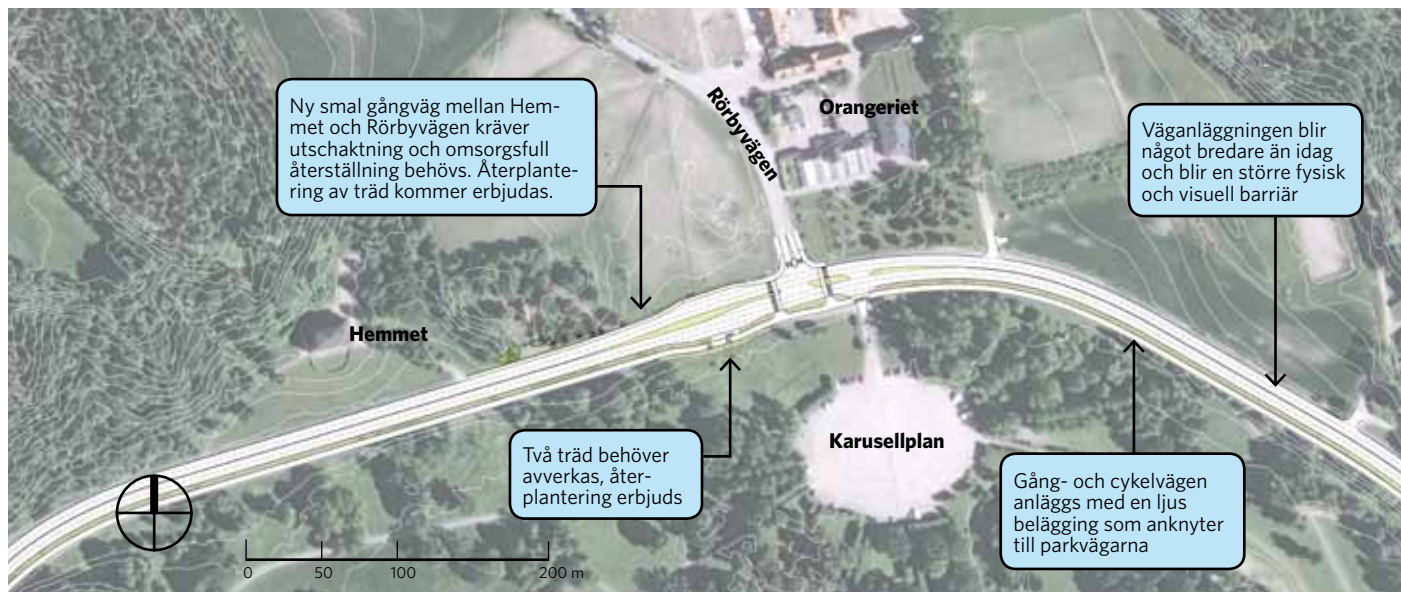 Ny smal gångväg mellan Hem-
met och Rörbyvägen kräver
utschaktning och omsorgsfull
återställning behövs. Återplante-
ring av träd kommer erbjudas.
Rörbyvägen
Orangeriet
Väganläggningen blir
något bredare än idag
och blir en större fysisk
och visuell barriär
Hemmet
Två träd behöver
avverkas, åter-
plantering erbjuds
Karusellplan
Gång- och cykelvägen
anläggs med en ljus
beläggning som anknyter
till parkvägarna
0 50 100 200 m